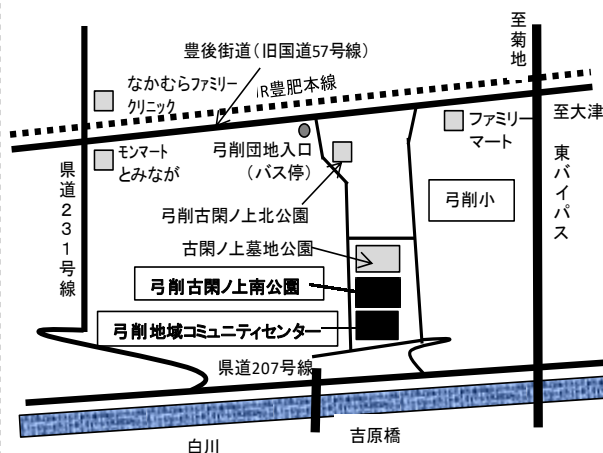 至菊地
豊後街道（旧国道57号線）
なかむらファミリー
クリニック
JR豊肥本線
至大津
ファミリー
マート
モンマート
とみなが
弓削団地入口
（バス停）
県道231号線
東バイパス
弓削小
弓削古閑ノ上北公園
古閑ノ上墓地公園
弓削古閑ノ上南公園
弓削地域コミュニティセンター
県道207号線
白川
吉原橋